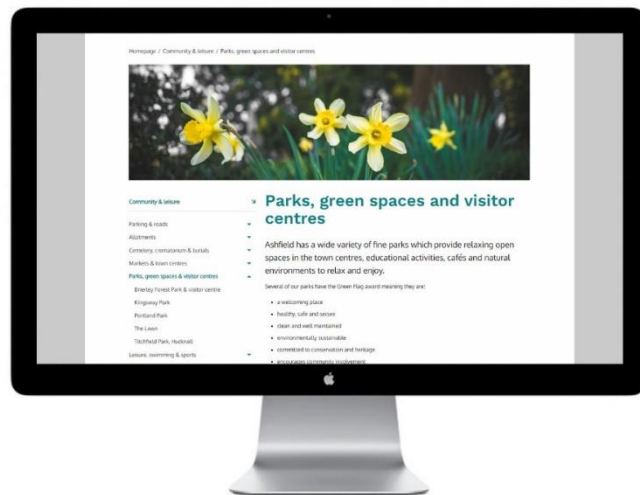 Homepage / Community & leisure / Parks, green spaces and visitor centres
Community & leisure
Parking & roads
Allotments
Cemetery, crematorium & burials
Markets & town centres
Parks, green spaces & visitor centres
Brierley Forest Park & visitor centre
Kingsway Park
Portland Park
The Lawn
Titchfield Park, Hucknall
Leisure, swimming & sports
Parks, green spaces and visitor
centres
Ashfield has a wide variety of fine parks which provide relaxing open
spaces in the town centres, educational activities, cafés and natural
environments to relax and enjoy.
Several of our parks have the Green Flag award meaning they are:
a welcoming place
healthy, safe and secure
clean and well maintained
environmentally sustainable
committed to conservation and heritage
encourages community involvement